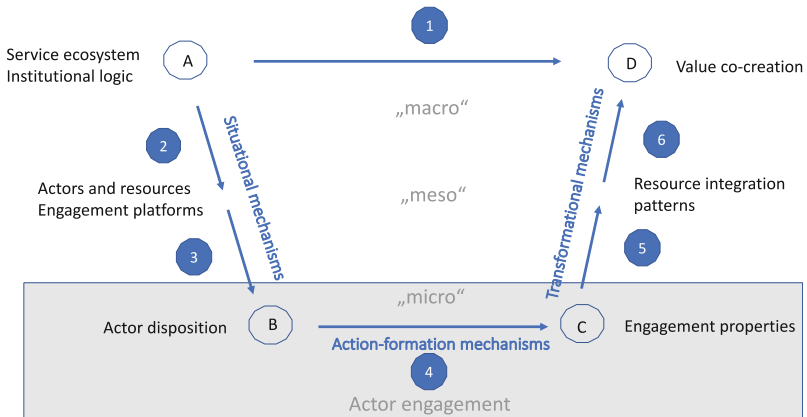 1
Service ecosystem
Institutional logic
A
D
Value co-creation
„macro“
Situational mechanisms
Transformational mechanisms
2
6
Actors and resources
Engagement platforms
„meso“
Resource integration
patterns
3
5
„micro“
Actor disposition
B
C
Engagement properties
Action-formation mechanisms
4
Actor engagement